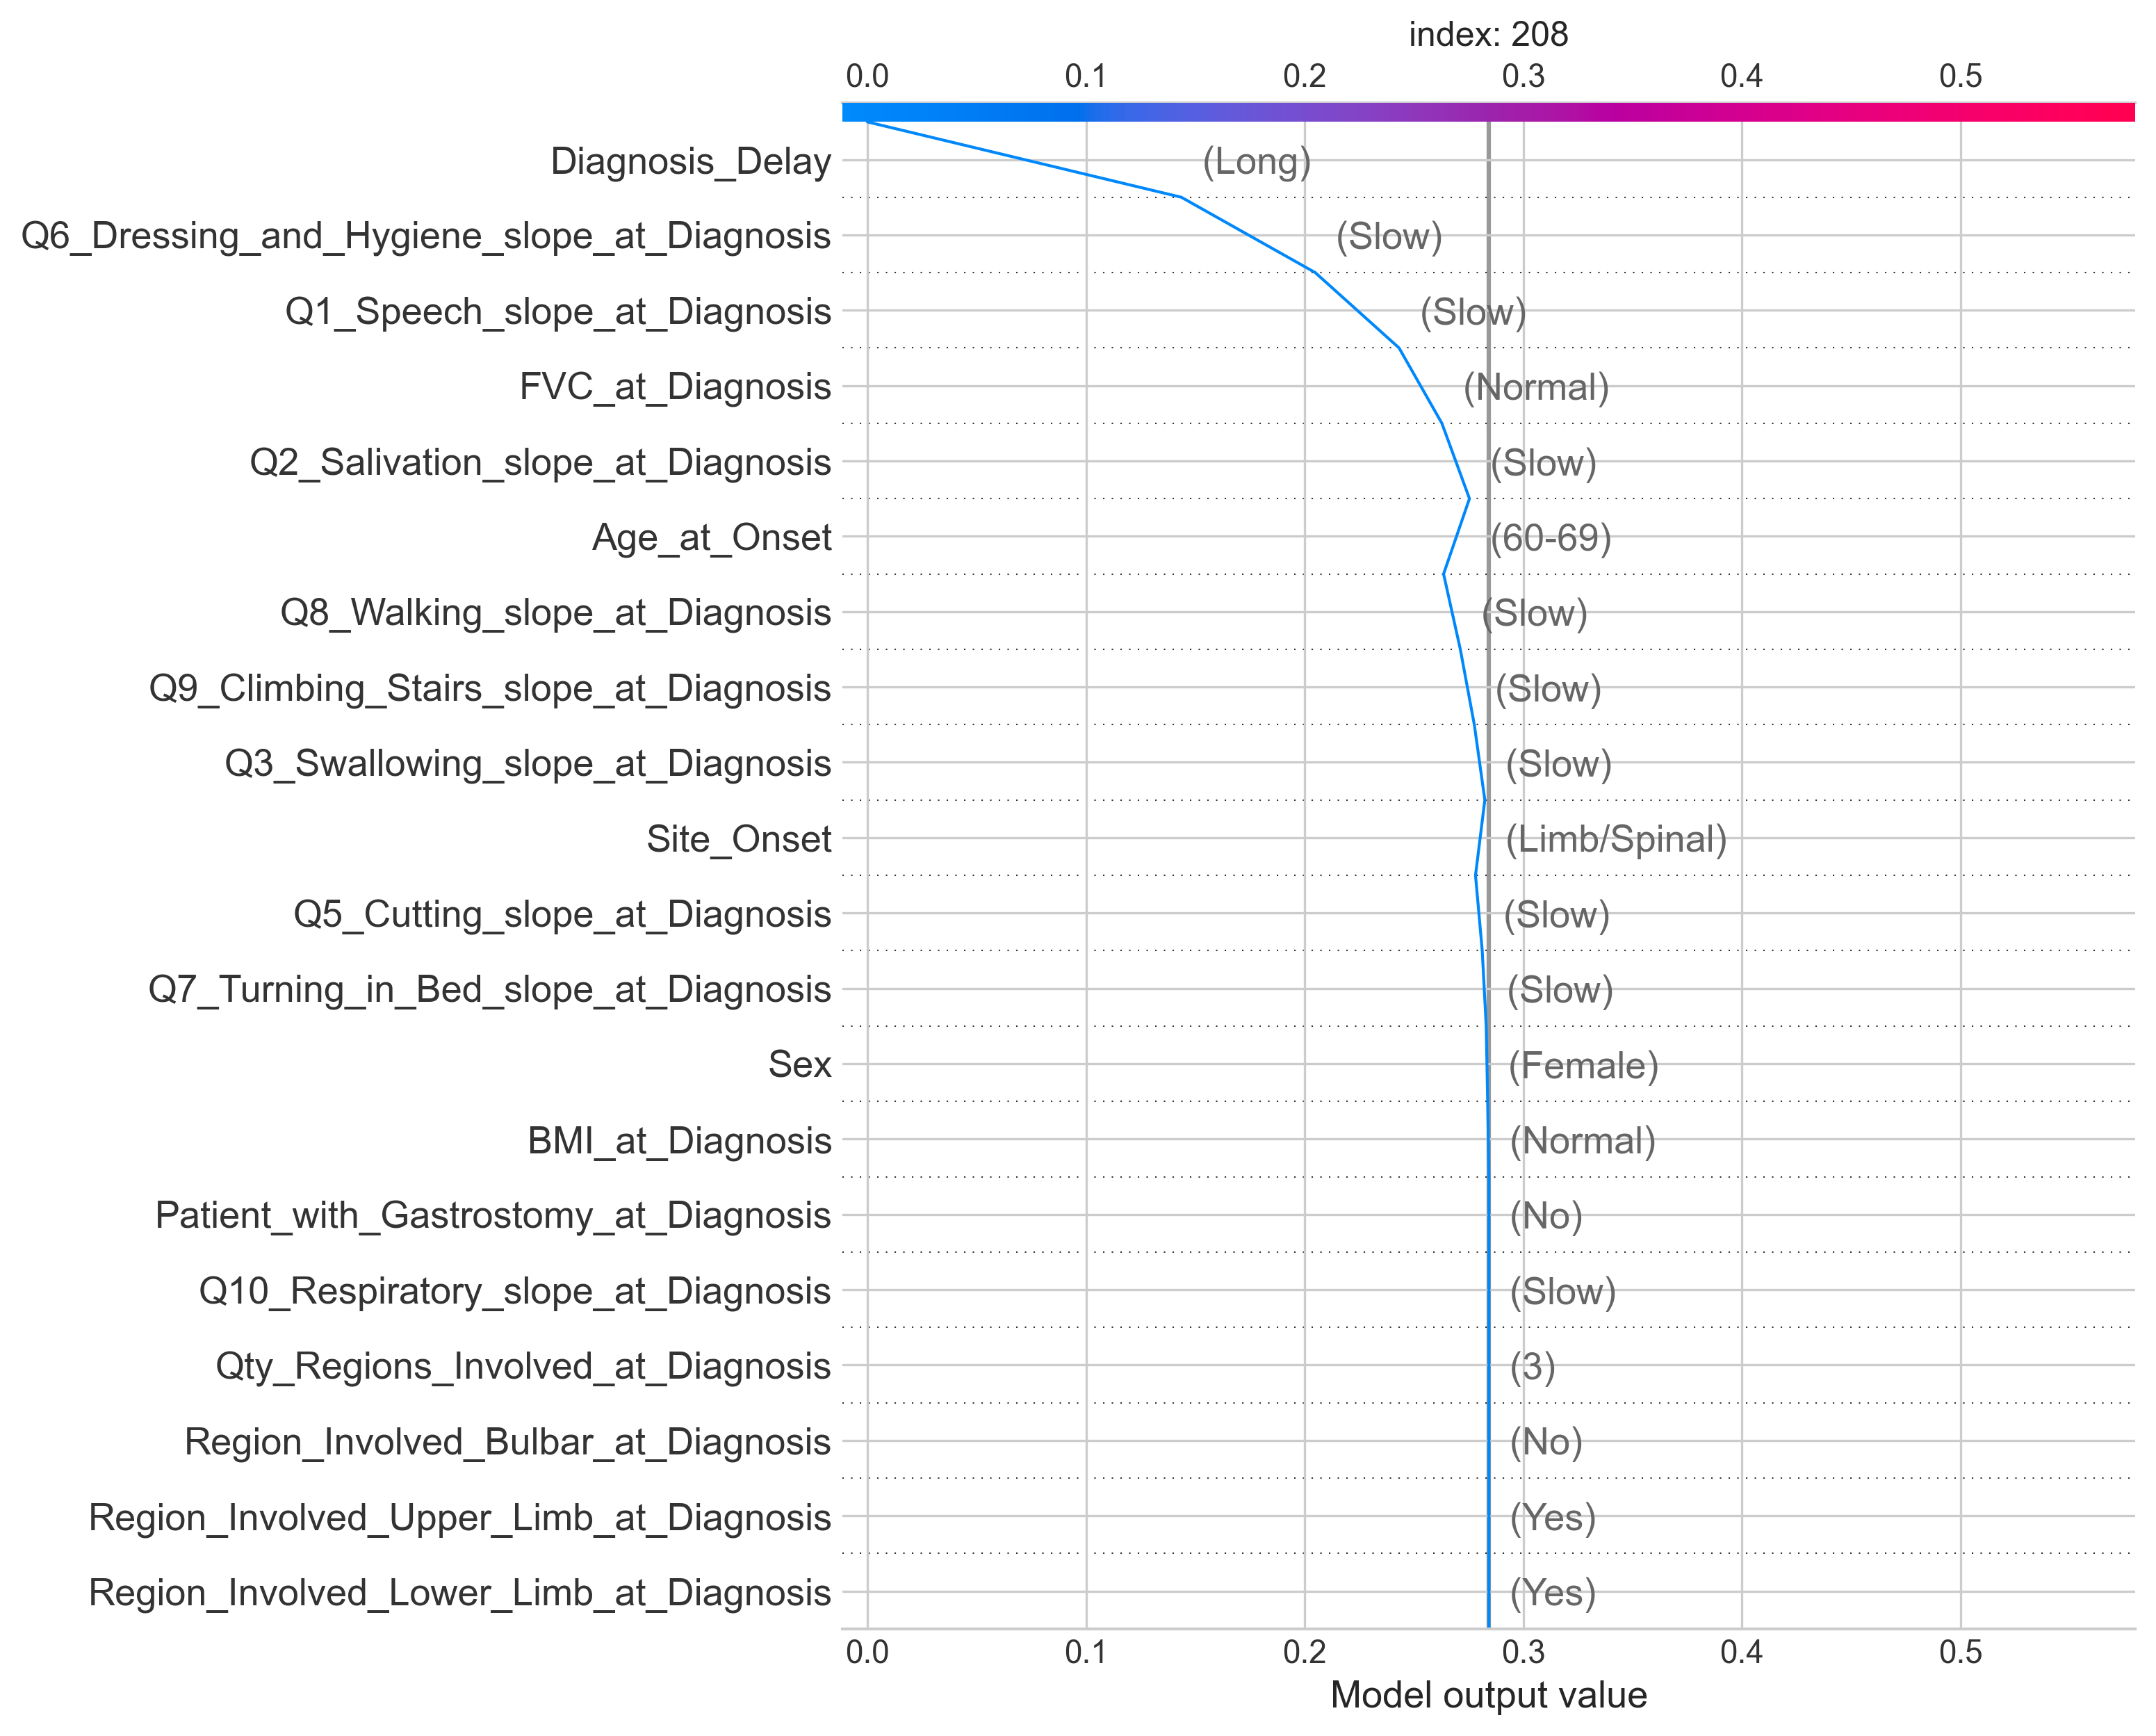 index: 208
0.0 0.1 0.2 0.3 0.4 0.5
Diagnosis_Delay (Long)
Q6_Dressing_and_Hygiene_slope_at_Diagnosis (Slow)
Q1_Speech_slope_at_Diagnosis (Slow)
FVC_at_Diagnosis (Normal)
Q2_Salivation_slope_at_Diagnosis (Slow)
Age_at_Onset (60-69)
Q8_Walking_slope_at_Diagnosis (Slow)
Q9_Climbing_Stairs_slope_at_Diagnosis (Slow)
Q3_Swallowing_slope_at_Diagnosis (Slow)
Site_Onset (Limb/Spinal)
Q5_Cutting_slope_at_Diagnosis (Slow)
Q7_Turning_in_Bed_slope_at_Diagnosis (Slow)
Sex (Female)
BMI_at_Diagnosis (Normal)
Patient_with_Gastrostomy_at_Diagnosis (No)
Q10_Respiratory_slope_at_Diagnosis (Slow)
Qty_Regions_Involved_at_Diagnosis (3)
Region_Involved_Bulbar_at_Diagnosis (No)
Region_Involved_Upper_Limb_at_Diagnosis (Yes)
Region_Involved_Lower_Limb_at_Diagnosis (Yes)
0.0 0.1 0.2 0.3 0.4 0.5
Model output value